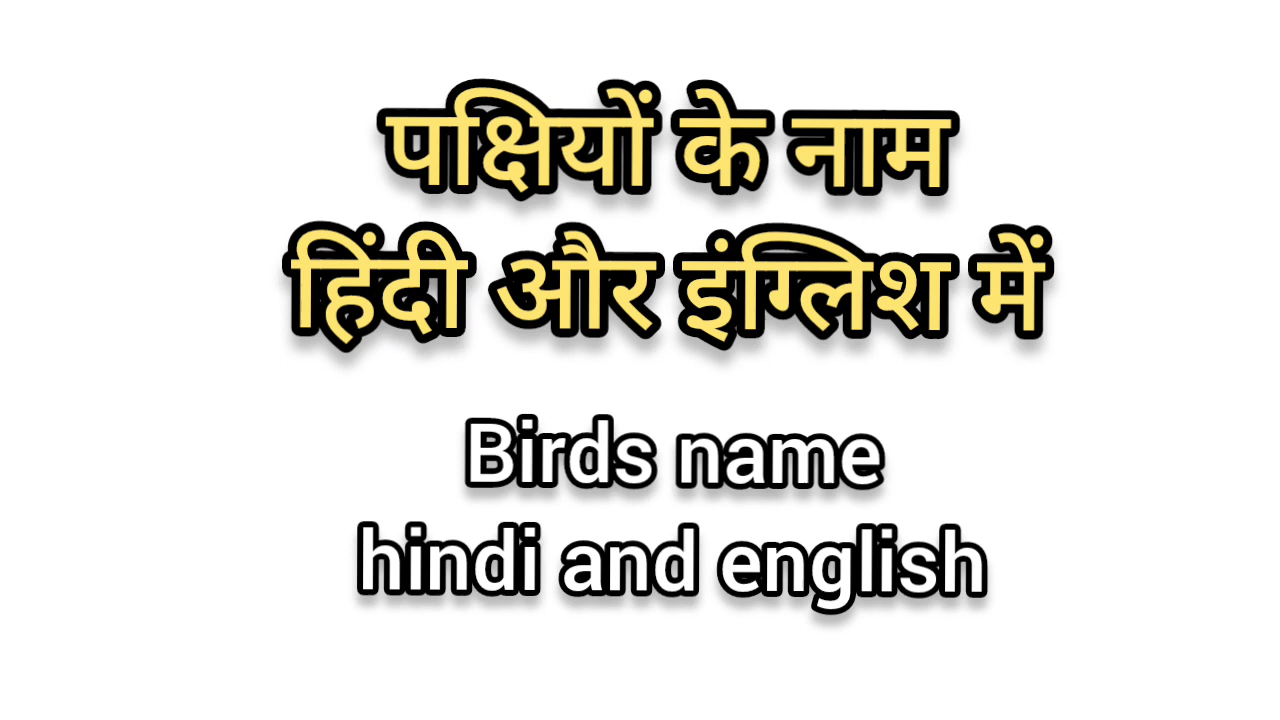 पक्षियों के नाम
हिंदी और इंग्लिश में
Birds name
hindi and english